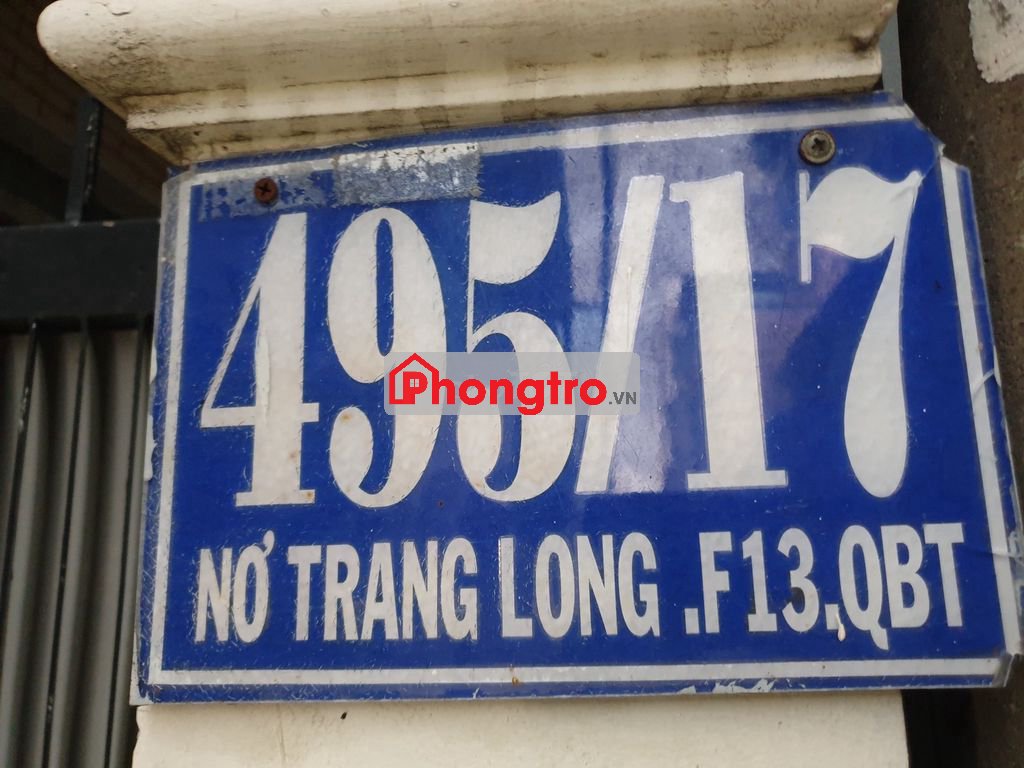 495/17
Phongtro.VN
NƠ TRANG LONG .F13.QBT